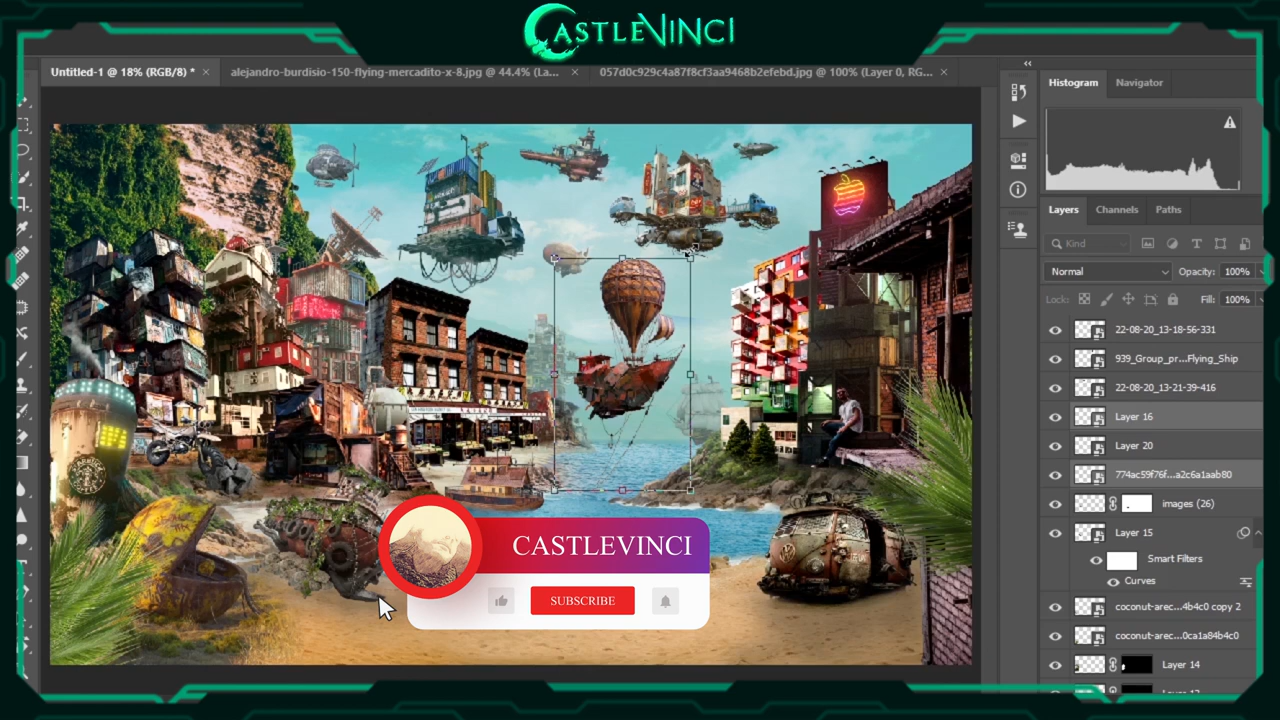 CASTLEVINCI
Untitled-1 @ 18% (RGB/8) * ×
alejandro-burdisio-150-flying-mercadito-x-8.jpg @ 44.4% (La... ×
057d0c929c4a87f8cf3aa9468b2efebd.jpg @ 100% (Layer 0, RG... ×
Histogram
Navigator
Layers
Channels
Paths
Kind
Normal
Opacity: 100%
Lock:
Fill: 100%
22-08-20_13-18-56-331
939_Group_pr...Flying_Ship
22-08-20_13-21-39-416
Layer 16
Layer 20
774ac59f76f...a2c6a1aab80
images (26)
Layer 15
Smart Filters
Curves
coconut-arec...4b4c0 copy 2
coconut-arec...0ca1a84b4c0
Layer 14
CASTLEVINCI
SUBSCRIBE